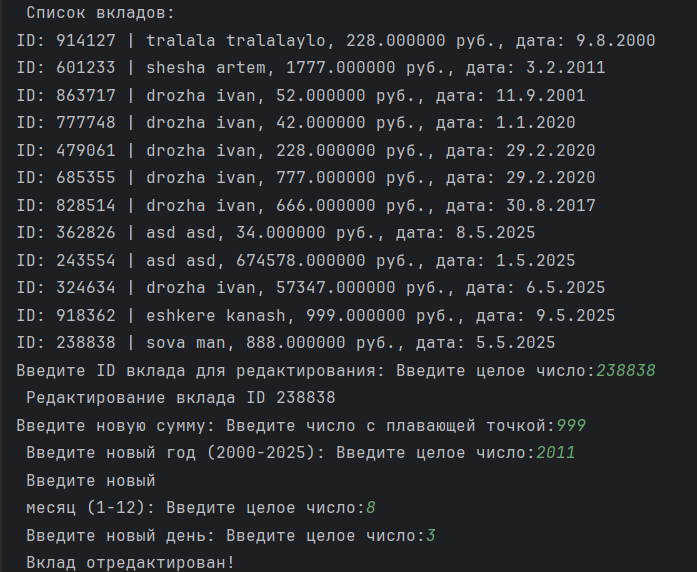 Список вкладов:
ID: 914127 | tralala tralalaylo, 228.000000 руб., дата: 9.8.2000
ID: 601233 | shesha artem, 1777.000000 руб., дата: 3.2.2011
ID: 863717 | drozha ivan, 52.000000 руб., дата: 11.9.2001
ID: 777748 | drozha ivan, 42.000000 руб., дата: 1.1.2020
ID: 479061 | drozha ivan, 228.000000 руб., дата: 29.2.2020
ID: 685355 | drozha ivan, 777.000000 руб., дата: 29.2.2020
ID: 828514 | drozha ivan, 666.000000 руб., дата: 30.8.2017
ID: 362826 | asd asd, 34.000000 руб., дата: 8.5.2025
ID: 243554 | asd asd, 674578.000000 руб., дата: 1.5.2025
ID: 324634 | drozha ivan, 57347.000000 руб., дата: 6.5.2025
ID: 918362 | eshkere kanash, 999.000000 руб., дата: 9.5.2025
ID: 238838 | sova man, 888.000000 руб., дата: 5.5.2025
Введите ID вклада для редактирования: Введите целое число:238838
Редактирование вклада ID 238838
Введите новую сумму: Введите число с плавающей точкой:999
Введите новый год (2000-2025): Введите целое число:2011
Введите новый
месяц (1-12): Введите целое число:8
Введите новый день: Введите целое число:3
Вклад отредактирован!